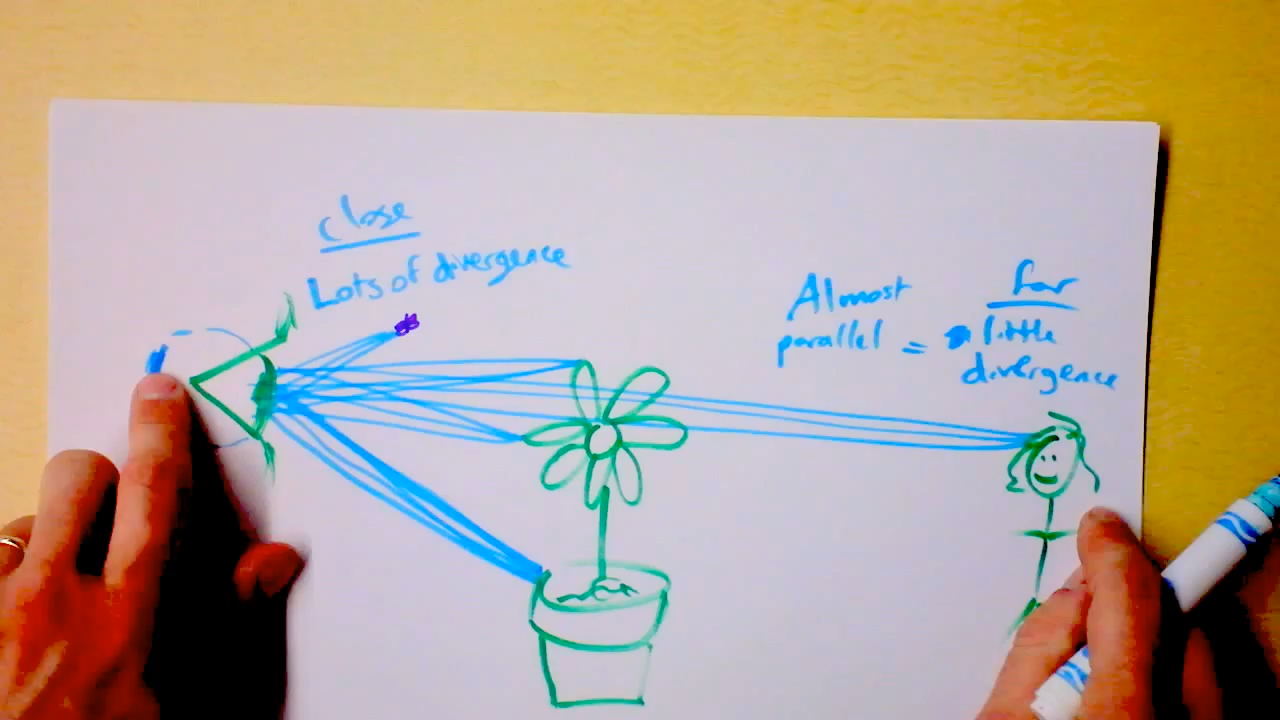 close
Lots of divergence
far
Almost
parallel = little
divergence